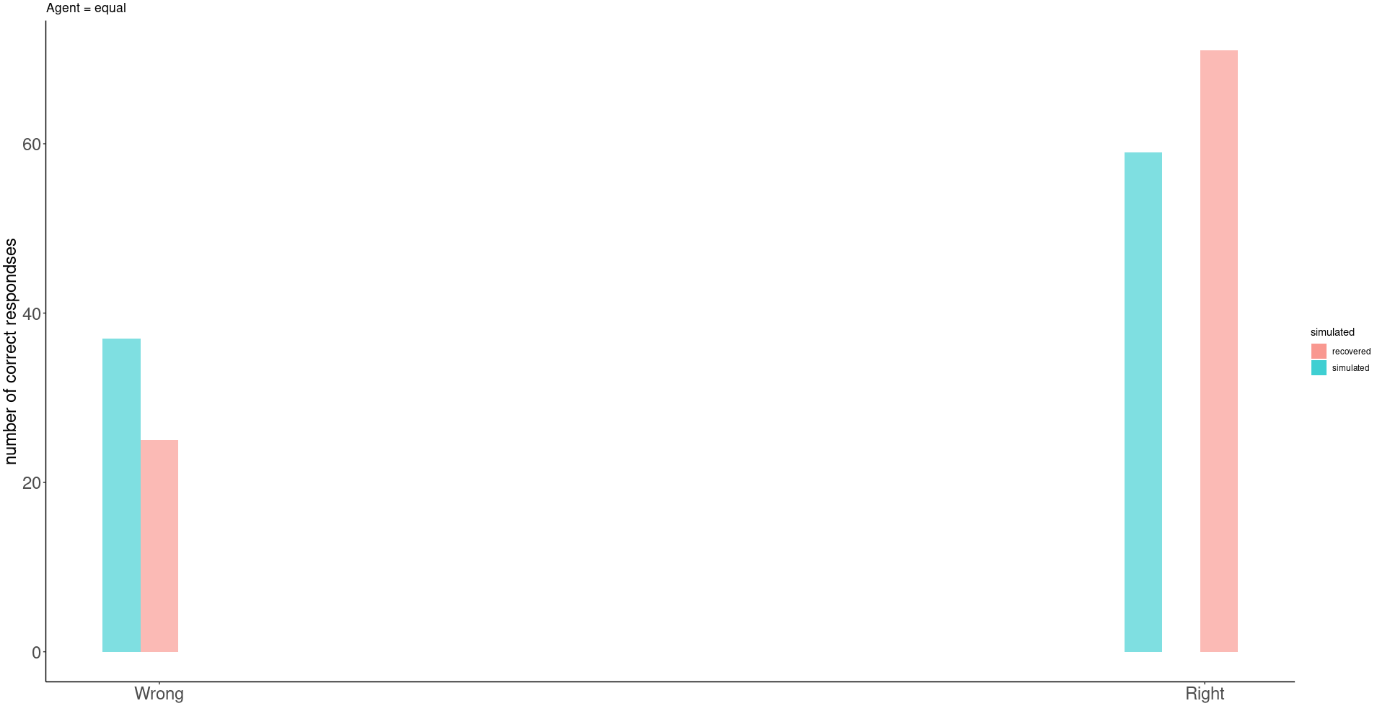 Agent = equal
number of correct respondses
60
40
20
0
Wrong
Right
simulated
recovered
simulated